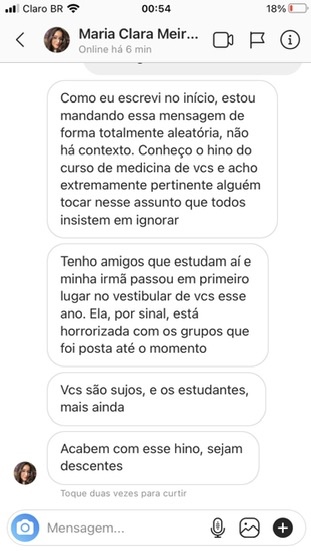 Claro BR 00:54 18%
Maria Clara Meir...
Online há 6 min
Como eu escrevi no início, estou
mandando essa mensagem de
forma totalmente aleatória, não
há contexto. Conheço o hino do
curso de medicina de vcs e acho
extremamente pertinente alguém
tocar nesse assunto que todos
insistem em ignorar
Tenho amigos que estudam aí e
minha irmã passou em primeiro
lugar no vestibular de vcs esse
ano. Ela, por sinal, está
horrorizada com os grupos que
foi posta até o momento
Vcs são sujos, e os estudantes,
mais ainda
Acabem com esse hino, sejam
descentes
Toque duas vezes para curtir
Mensagem...